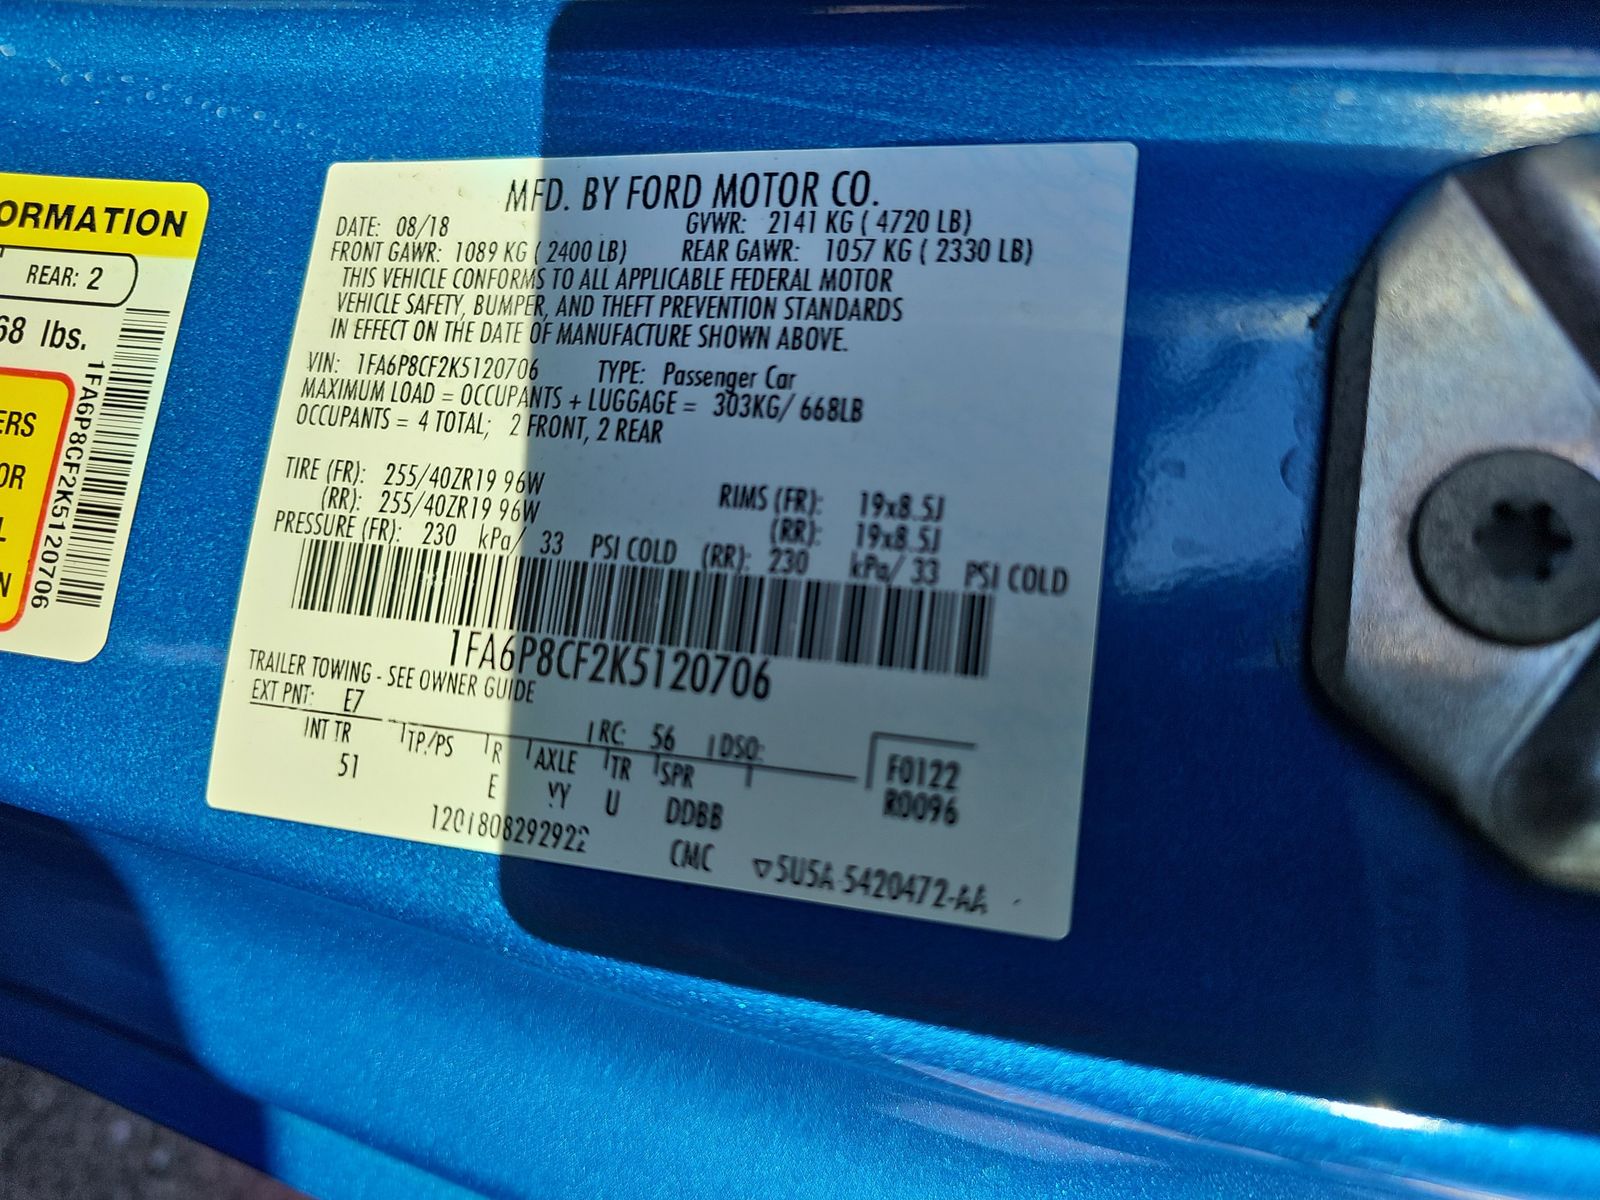 ORMATION
REAR: 2
68 lbs.
ERS
OR
L
N
1FA6P8CF2K5120706
MFD. BY FORD MOTOR CO.
DATE: 08/18 GVWR: 2141 KG ( 4720 LB)
FRONT GAWR: 1089 KG ( 2400 LB) REAR GAWR: 1057 KG ( 2330 LB)
THIS VEHICLE CONFORMS TO ALL APPLICABLE FEDERAL MOTOR
VEHICLE SAFETY, BUMPER, AND THEFT PREVENTION STANDARDS
IN EFFECT ON THE DATE OF MANUFACTURE SHOWN ABOVE.
VIN: 1FA6P8CF2K5120706 TYPE: Passenger Car
MAXIMUM LOAD = OCCUPANTS + LUGGAGE = 303KG/ 668LB
OCCUPANTS = 4 TOTAL; 2 FRONT, 2 REAR
TIRE (FR): 255/40ZR19 96W RIMS (FR): 19x8.5J
(RR): 255/40ZR19 96W (RR): 19x8.5J
PRESSURE (FR): 230 kPa/ 33 PSI COLD (RR): 230 kPa/ 33 PSI COLD
1FA6P8CF2K5120706
TRAILER TOWING - SEE OWNER GUIDE
EXT PNT: E7 RC: 56 DSO:
INT TR TP/PS R AXLE TR SPR F0122
51 E YY U DDBB R0096
1201808292922 CMC ▽5U5A-5420472-AA